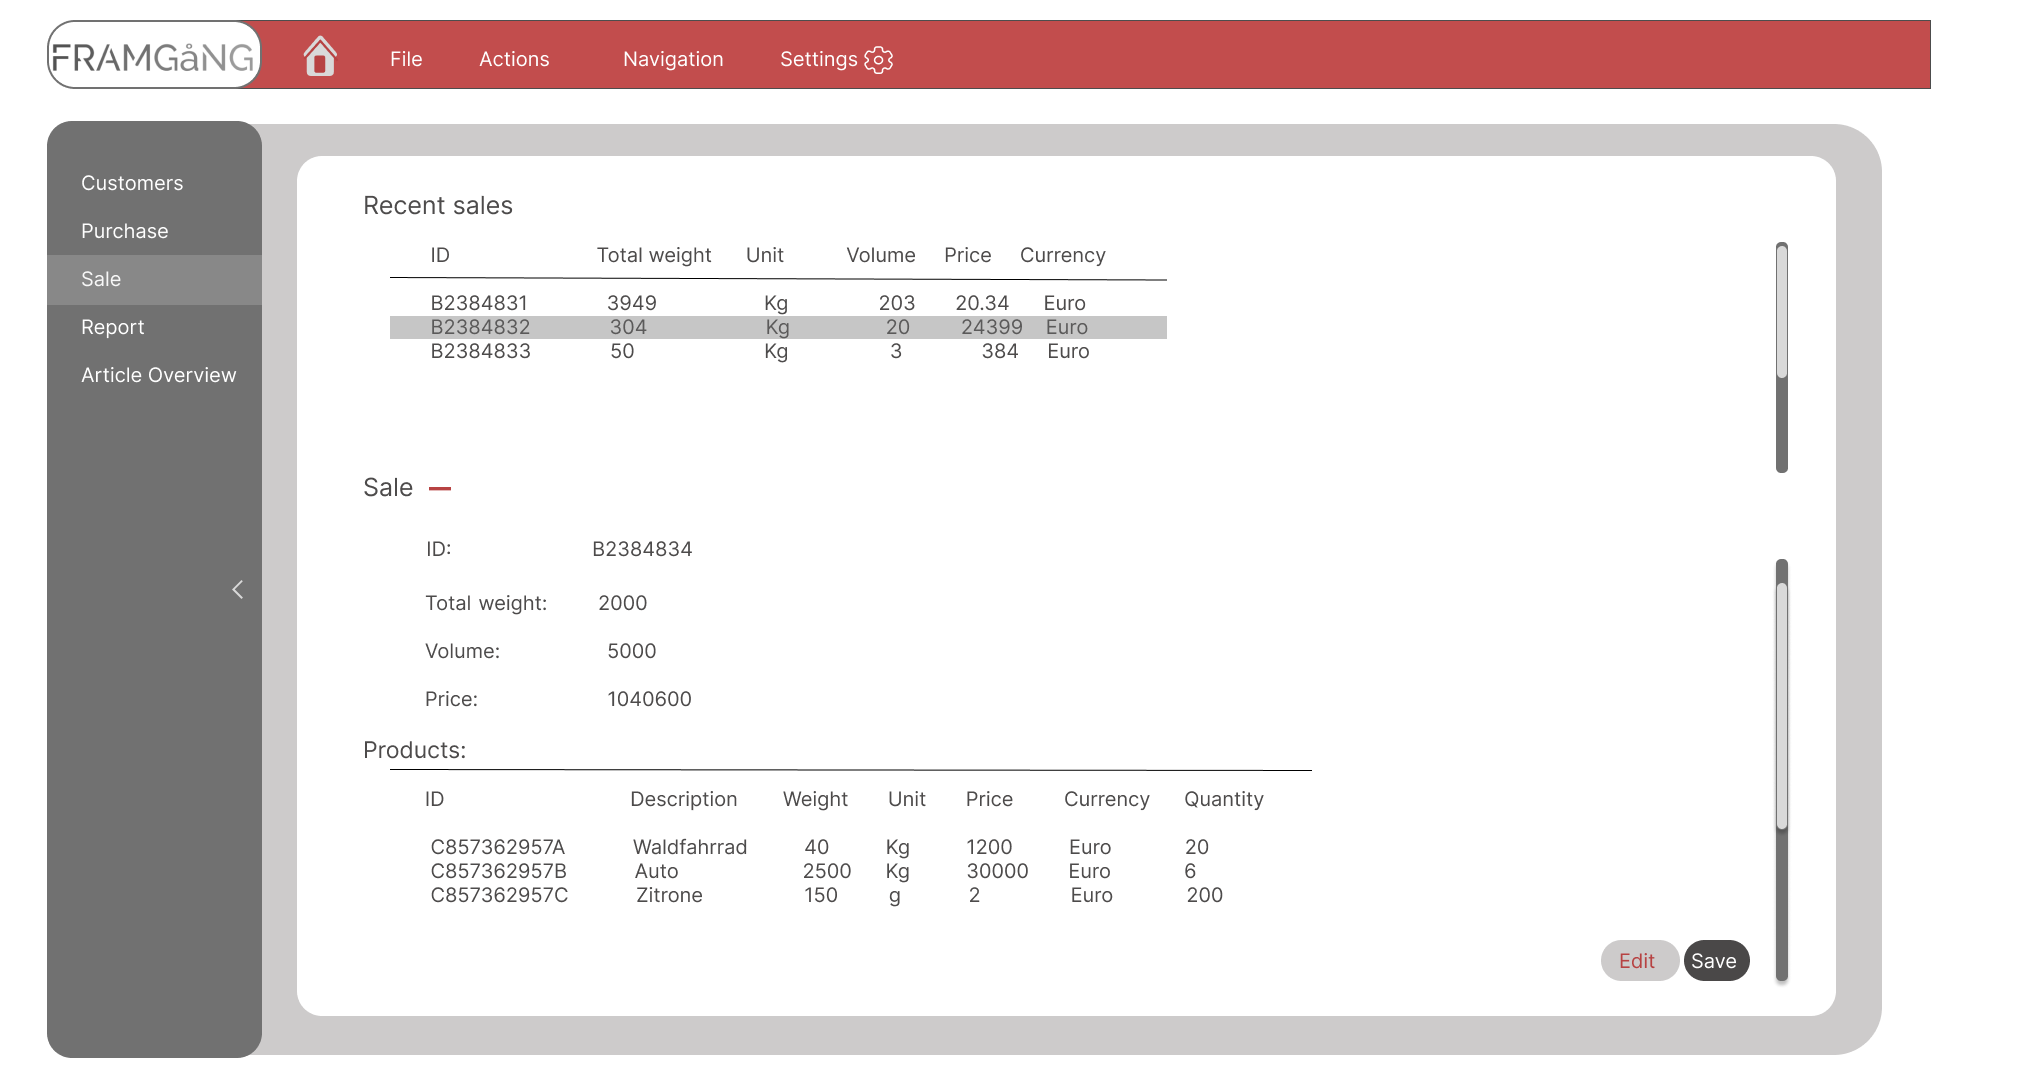 FRAMGåNG File Actions Navigation Settings
Customers
Purchase
Sale
Report
Article Overview
Recent sales
ID Total weight Unit Volume Price Currency
B2384831 3949 Kg 203 20.34 Euro
B2384832 304 Kg 20 24399 Euro
B2384833 50 Kg 3 384 Euro
Sale
ID: B2384834
Total weight: 2000
Volume: 5000
Price: 1040600
Products:
ID Description Weight Unit Price Currency Quantity
C857362957A Waldfahrrad 40 Kg 1200 Euro 20
C857362957B Auto 2500 Kg 30000 Euro 6
C857362957C Zitrone 150 g 2 Euro 200
Edit Save